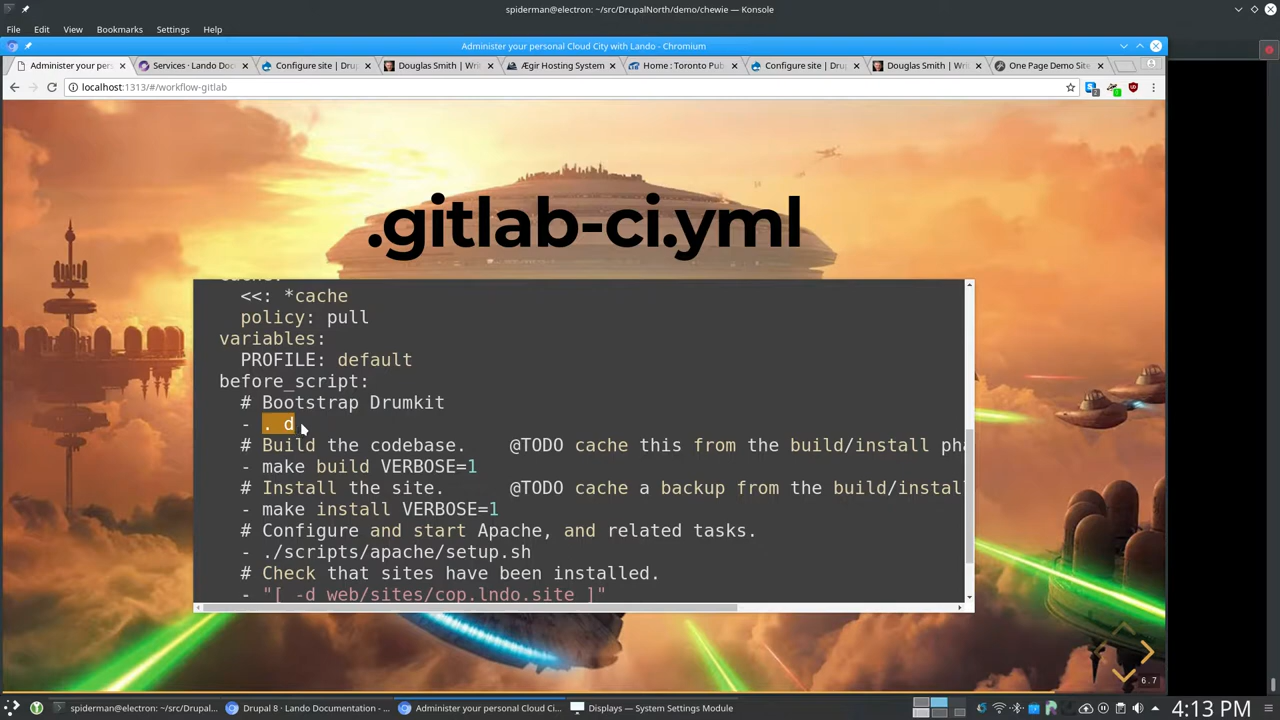 spiderman@electron: ~/src/DrupalNorth/demo/chewie — Konsole
File Edit View Bookmarks Settings Help
Administer your personal Cloud City with Lando - Chromium
Administer your pers Services · Lando Doc Configure site | Drup Douglas Smith | Writ Ægir Hosting System Home : Toronto Pub Configure site | Drup Douglas Smith | Writ One Page Demo Site
localhost:1313/#/workflow-gitlab
.gitlab-ci.yml
cache:
<<: *cache
policy: pull
variables:
PROFILE: default
before_script:
# Bootstrap Drumkit
- . d
# Build the codebase. @TODO cache this from the build/install pha
- make build VERBOSE=1
# Install the site. @TODO cache a backup from the build/instal
- make install VERBOSE=1
# Configure and start Apache, and related tasks.
- ./scripts/apache/setup.sh
# Check that sites have been installed.
- "[ -d web/sites/cop.lndo.site ]"
6.7
spiderman@electron: ~/src/Drupal... Drupal 8 · Lando Documentation - ... Administer your personal Cloud Ci... Displays — System Settings Module 4:13 PM